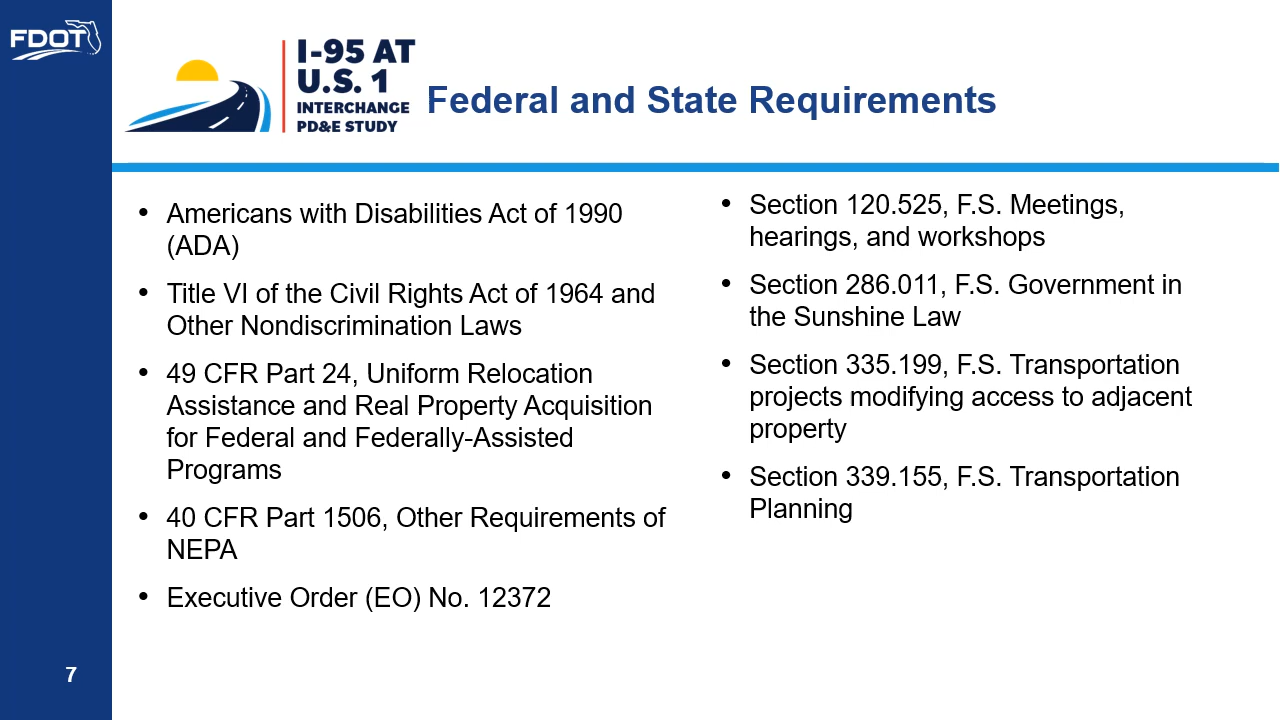 FDOT
I-95 AT
U.S. 1
INTERCHANGE
PD&E STUDY
Federal and State Requirements
• Americans with Disabilities Act of 1990
(ADA)
• Title VI of the Civil Rights Act of 1964 and
Other Nondiscrimination Laws
• 49 CFR Part 24, Uniform Relocation
Assistance and Real Property Acquisition
for Federal and Federally-Assisted
Programs
• 40 CFR Part 1506, Other Requirements of
NEPA
• Executive Order (EO) No. 12372
• Section 120.525, F.S. Meetings,
hearings, and workshops
• Section 286.011, F.S. Government in
the Sunshine Law
• Section 335.199, F.S. Transportation
projects modifying access to adjacent
property
• Section 339.155, F.S. Transportation
Planning
7